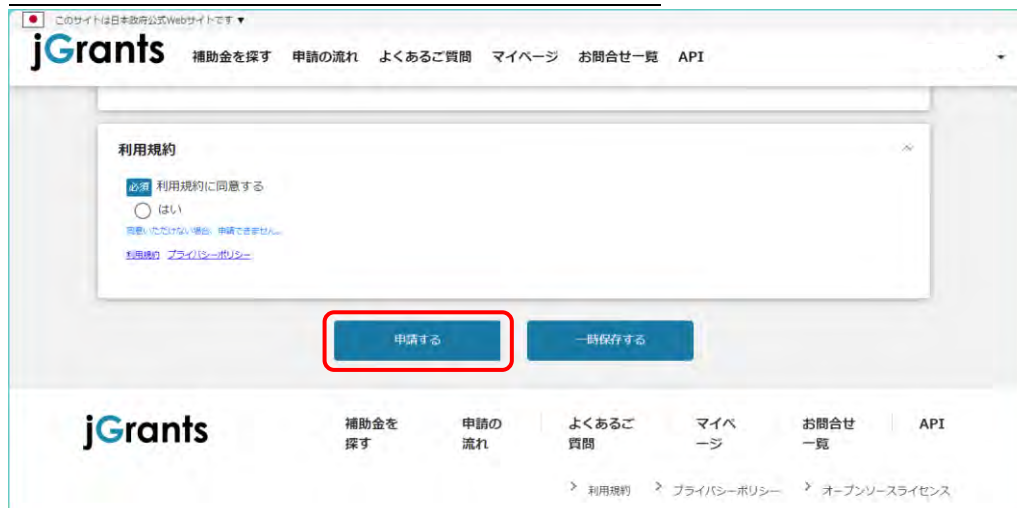 このサイトは日本政府公式Webサイトです ▼
jGrants 補助金を探す 申請の流れ よくあるご質問 マイページ お問合せ一覧 API
利用規約
必須 利用規約に同意する
はい
同意いただけない場合、申請できません。
利用規約 プライバシーポリシー
申請する 一時保存する
jGrants 補助金を 申請の よくあるご マイペ お問合せ API
探す 流れ 質問 ージ 一覧
> 利用規約 > プライバシーポリシー > オープンソースライセンス